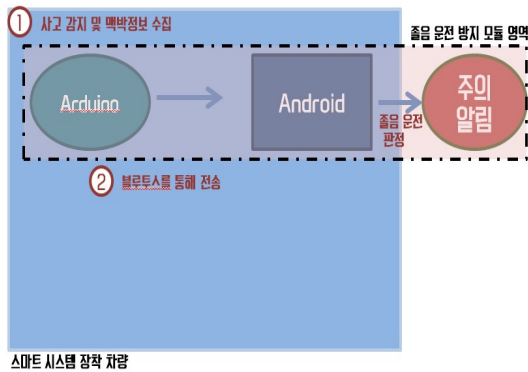 ① 사고 감지 및 맥박정보 수집
졸음 운전 방지 모듈 영역
Arduino
Android
주의
알림
졸음 운전
판정
② 블루투스를 통해 전송
스마트 시스템 장착 차량